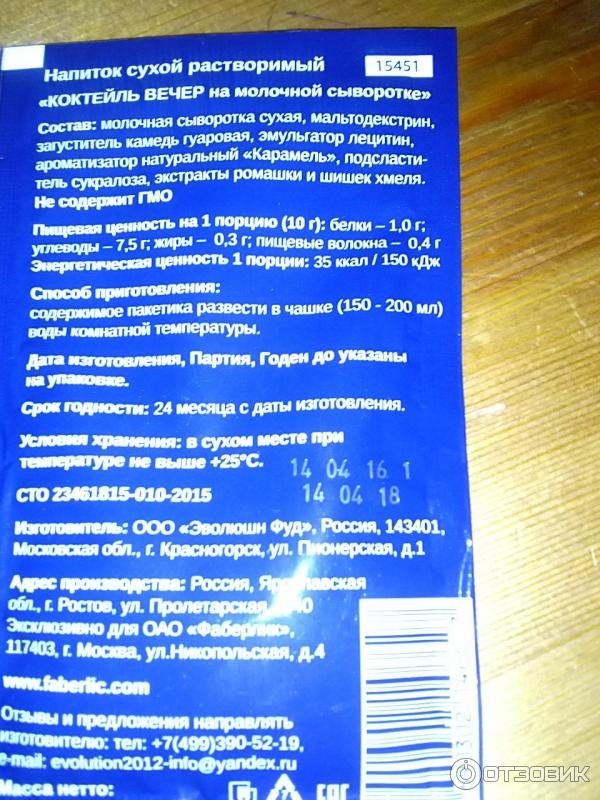 Напиток сухой растворимый 15451
«КОКТЕЙЛЬ ВЕЧЕР на молочной сыворотке»
Состав: молочная сыворотка сухая, мальтодекстрин,
загуститель камедь гуаровая, эмульгатор лецитин,
ароматизатор натуральный «Карамель», подсласти-
тель сукралоза, экстракты ромашки и шишек хмеля.
Не содержит ГМО
Пищевая ценность на 1 порцию (10 г): белки – 1,0 г;
углеводы – 7,5 г; жиры – 0,3 г; пищевые волокна – 0,4 г
Энергетическая ценность 1 порции: 35 ккал / 150 кДж
Способ приготовления:
содержимое пакетика развести в чашке (150 - 200 мл)
воды комнатной температуры.
Дата изготовления, Партия, Годен до указаны
на упаковке.
Срок годности: 24 месяца с даты изготовления.
Условия хранения: в сухом месте при
температуре не выше +25°С.
14 04 16 1
14 04 18
СТО 23461815-010-2015
Изготовитель: ООО «Эволюшн Фуд», Россия, 143401,
Московская обл., г. Красногорск, ул. Пионерская, д.1
Адрес производства: Россия, Ярославская
обл., г. Ростов, ул. Пролетарская,
Эксклюзивно для ОАО «Фаберлик»,
117403, г. Москва, ул.Никопольская, д.4
www.faberlic.com
Отзывы и предложения направлять
изготовителю: тел: +7(499)390-52-19,
e-mail: evolution2012-info@yandex.ru
Масса нетто:
EAC
ОТЗОВИК